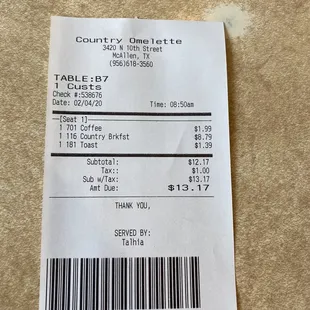 Country Omelette
3420 N 10th Street
McAllen, TX
(956)618-3560
TABLE:B7
1 Custs
Check #:538676
Date: 02/04/20 Time: 08:50am
[Seat 1]
1 701 Coffee $1.99
1 116 Country Brkfst $8.79
1 181 Toast $1.39
Subtotal: $12.17
Tax:: $1.00
Sub w/Tax: $13.17
Amt Due: $13.17
THANK YOU,
SERVED BY:
Talhia